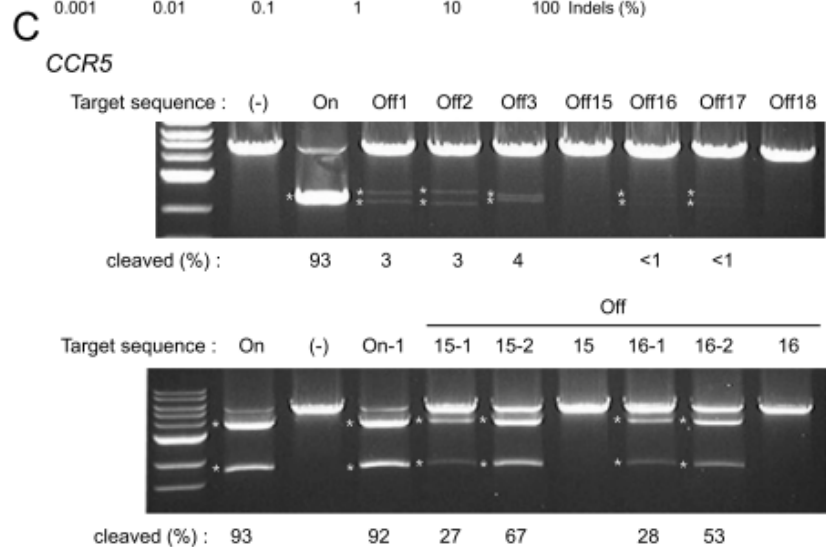 0.001 0.01 0.1 1 10 100 Indels (%)
C
CCR5
Target sequence : (-) On Off1 Off2 Off3 Off15 Off16 Off17 Off18
* * * * * * * * * * * *
cleaved (%) : 93 3 3 4 <1 <1
Off
Target sequence : On (-) On-1 15-1 15-2 15 16-1 16-2 16
* * * * * *
* * * * * *
cleaved (%) : 93 92 27 67 28 53